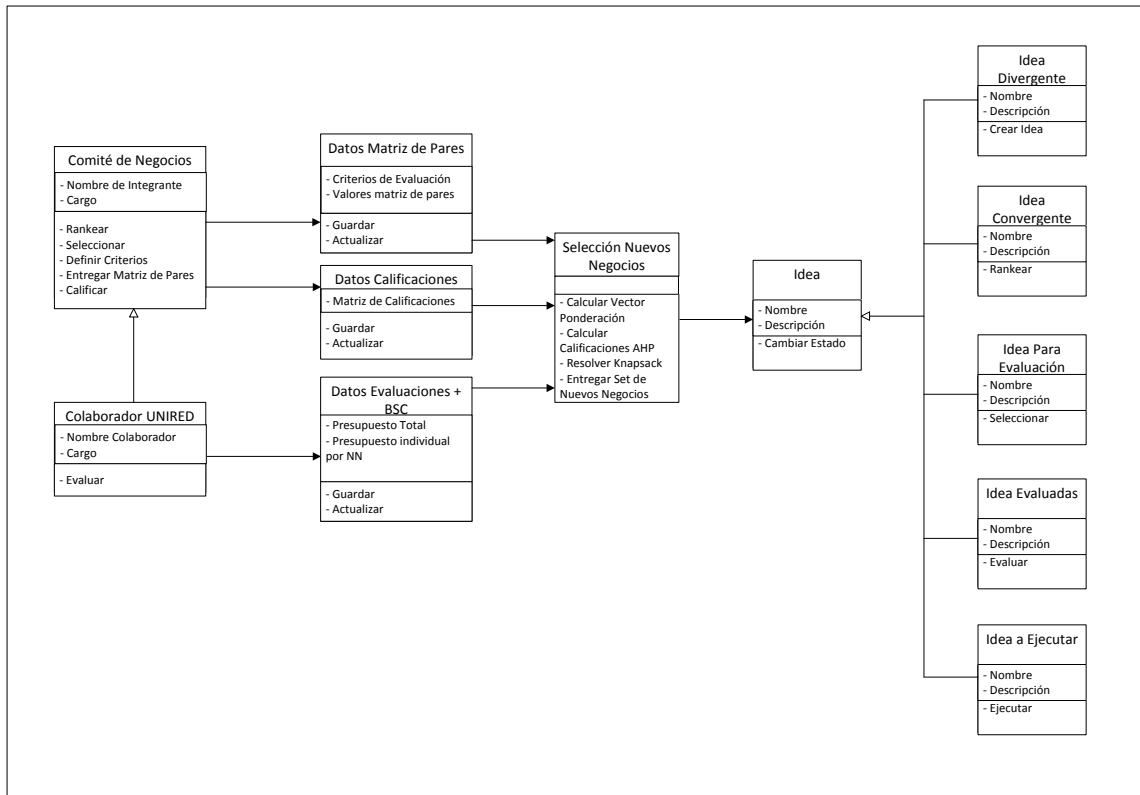 Comité de Negocios
- Nombre de Integrante
- Cargo
- Rankear
- Seleccionar
- Definir Criterios
- Entregar Matriz de Pares
- Calificar
Colaborador UNIRED
- Nombre Colaborador
- Cargo
- Evaluar
Datos Matriz de Pares
- Criterios de Evaluación
- Valores matriz de pares
- Guardar
- Actualizar
Datos Calificaciones
- Matriz de Calificaciones
- Guardar
- Actualizar
Datos Evaluaciones +
BSC
- Presupuesto Total
- Presupuesto individual
por NN
- Guardar
- Actualizar
Selección Nuevos
Negocios
- Calcular Vector
Ponderación
- Calcular
Calificaciones AHP
- Resolver Knapsack
- Entregar Set de
Nuevos Negocios
Idea
- Nombre
- Descripción
- Cambiar Estado
Idea
Divergente
- Nombre
- Descripción
- Crear Idea
Idea
Convergente
- Nombre
- Descripción
- Rankear
Idea Para
Evaluación
- Nombre
- Descripción
- Seleccionar
Idea Evaluadas
- Nombre
- Descripción
- Evaluar
Idea a Ejecutar
- Nombre
- Descripción
- Ejecutar